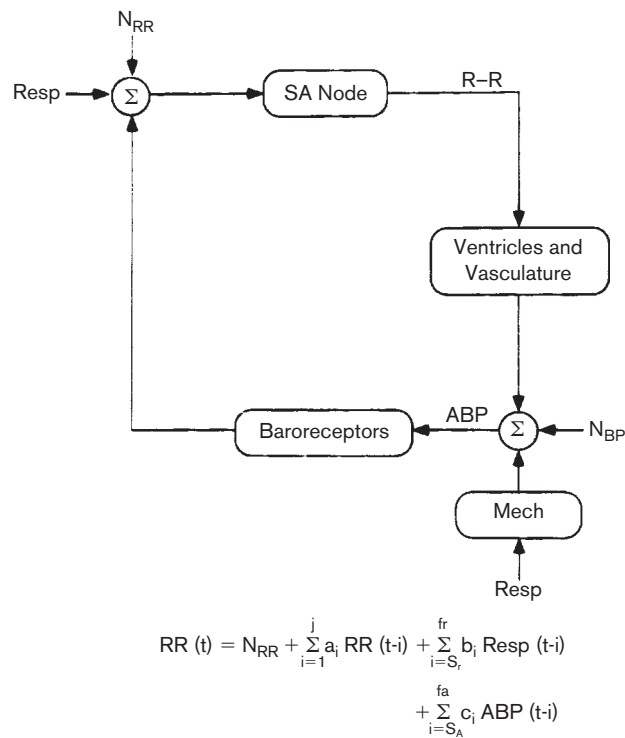 N_RR
Resp
Σ
SA Node
R–R
Ventricles and
Vasculature
Baroreceptors
ABP
Σ
N_BP
Mech
Resp
RR (t) = N_RR + Σ_{i=1}^{j} a_i RR (t-i) + Σ_{i=S_r}^{fr} b_i Resp (t-i)
+ Σ_{i=S_A}^{fa} c_i ABP (t-i)